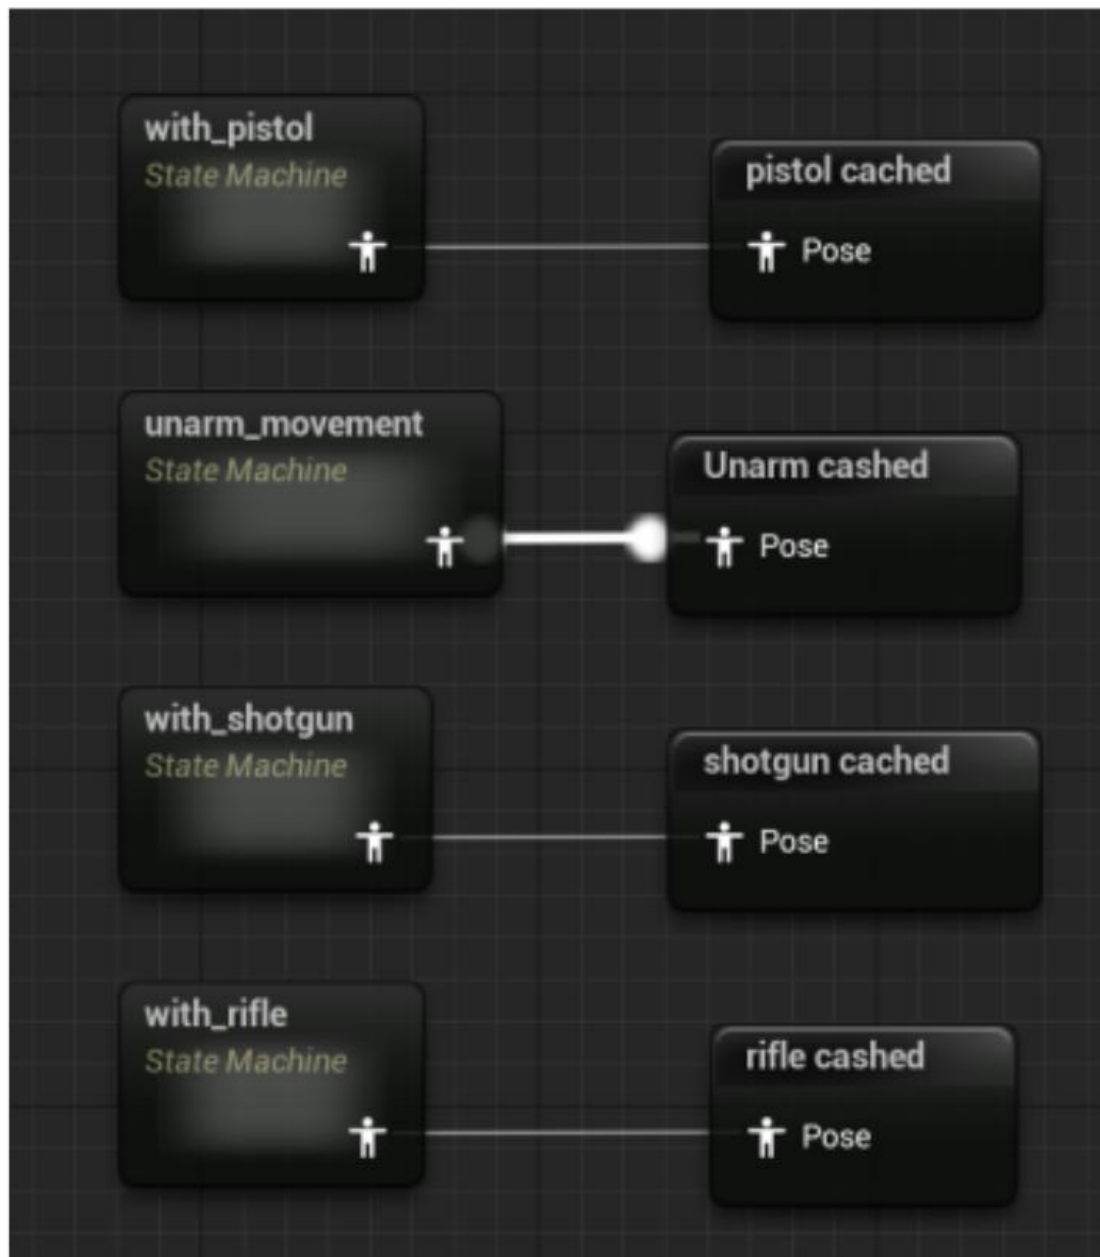 with_pistol
State Machine
pistol cached
Pose
unarm_movement
State Machine
Unarm cashed
Pose
with_shotgun
State Machine
shotgun cached
Pose
with_rifle
State Machine
rifle cashed
Pose